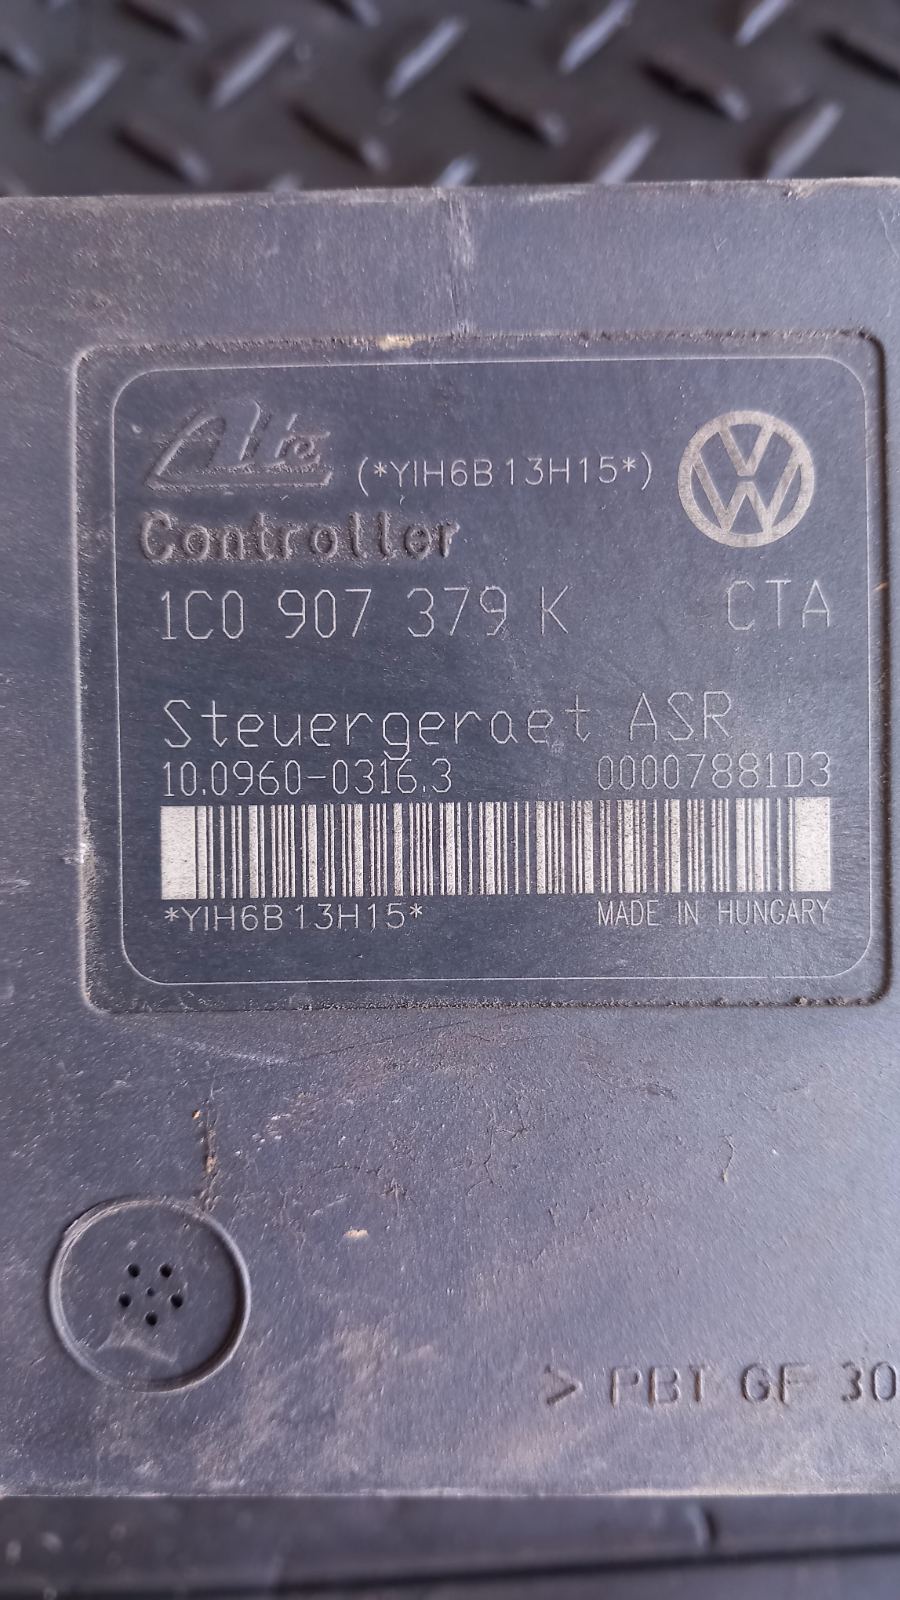 Ate (*YIH6B13H15*)
Controller
1C0 907 379 K CTA
Steuergeraet ASR
10.0960-0316.3 00007881D3
*YIH6B13H15* MADE IN HUNGARY
> PBT GF 30